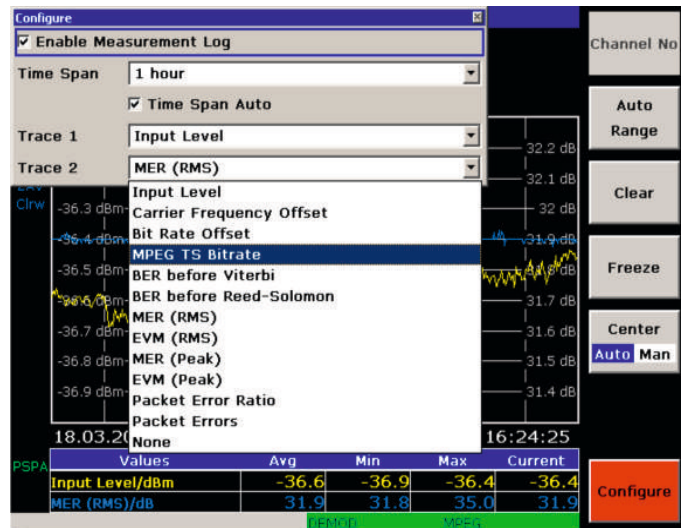 Configure
Enable Measurement Log
Time Span 1 hour
Time Span Auto
Trace 1 Input Level
Trace 2 MER (RMS)
Input Level
Carrier Frequency Offset
Bit Rate Offset
MPEG TS Bitrate
BER before Viterbi
BER before Reed-Solomon
MER (RMS)
EVM (RMS)
MER (Peak)
EVM (Peak)
Packet Error Ratio
Packet Errors
None
Clrw
-36.3 dBm
-36.4 dBm
-36.5 dBm
-36.6 dBm
-36.7 dBm
-36.8 dBm
-36.9 dBm
32.2 dB
32.1 dB
32 dB
31.9 dB
31.8 dB
31.7 dB
31.6 dB
31.5 dB
31.4 dB
18.03.20
16:24:25
PSPA
Values Avg Min Max Current
Input Level/dBm -36.6 -36.9 -36.4 -36.4
MER (RMS)/dB 31.9 31.8 35.0 31.9
DEMOD MPEG
Channel No
Auto
Range
Clear
Freeze
Center
Auto Man
Configure